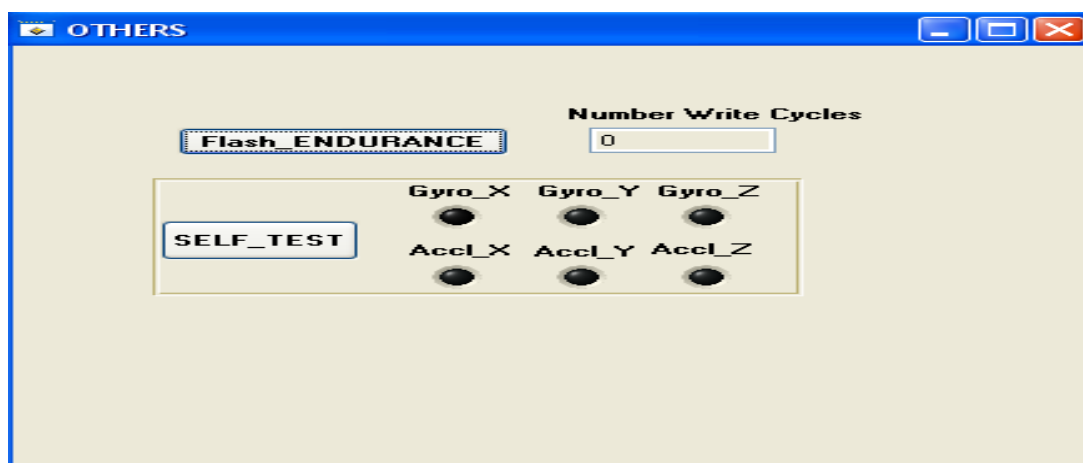 OTHERS
Number Write Cycles
Flash_ENDURANCE
0
Gyro_X Gyro_Y Gyro_Z
SELF_TEST
Accl_X Accl_Y Accl_Z